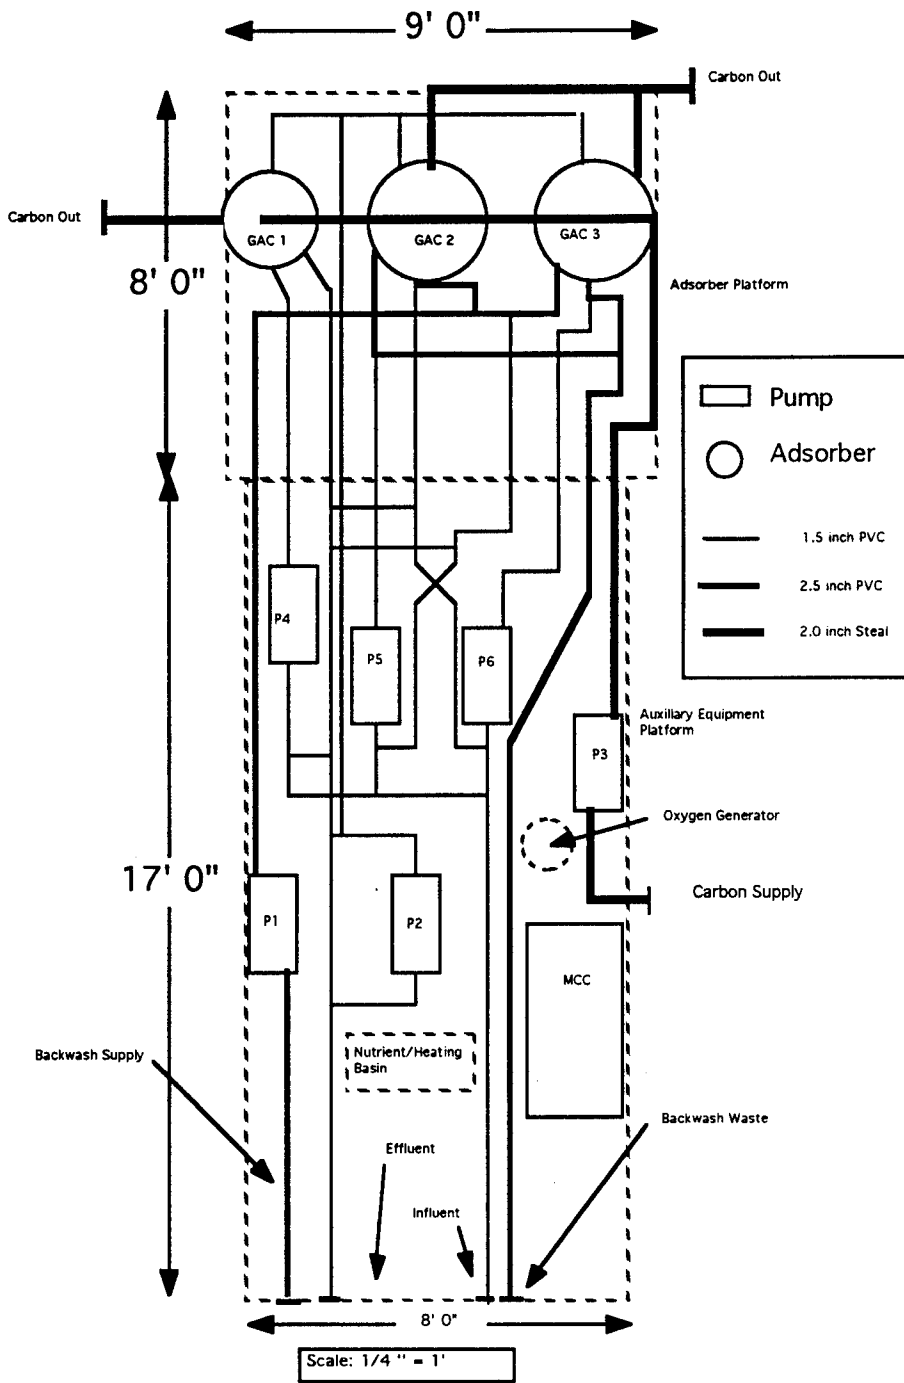 9' 0"
Carbon Out
Carbon Out
GAC 1
GAC 2
GAC 3
8' 0"
Adsorber Platform
Pump
Adsorber
1.5 inch PVC
2.5 inch PVC
2.0 inch Steal
P4
P5
P6
Auxillary Equipment
Platform
P3
Oxygen Generator
17' 0"
Carbon Supply
P1
P2
MCC
Backwash Supply
Nutrient/Heating
Basin
Backwash Waste
Effluent
Influent
8' 0"
Scale: 1/4 " = 1'